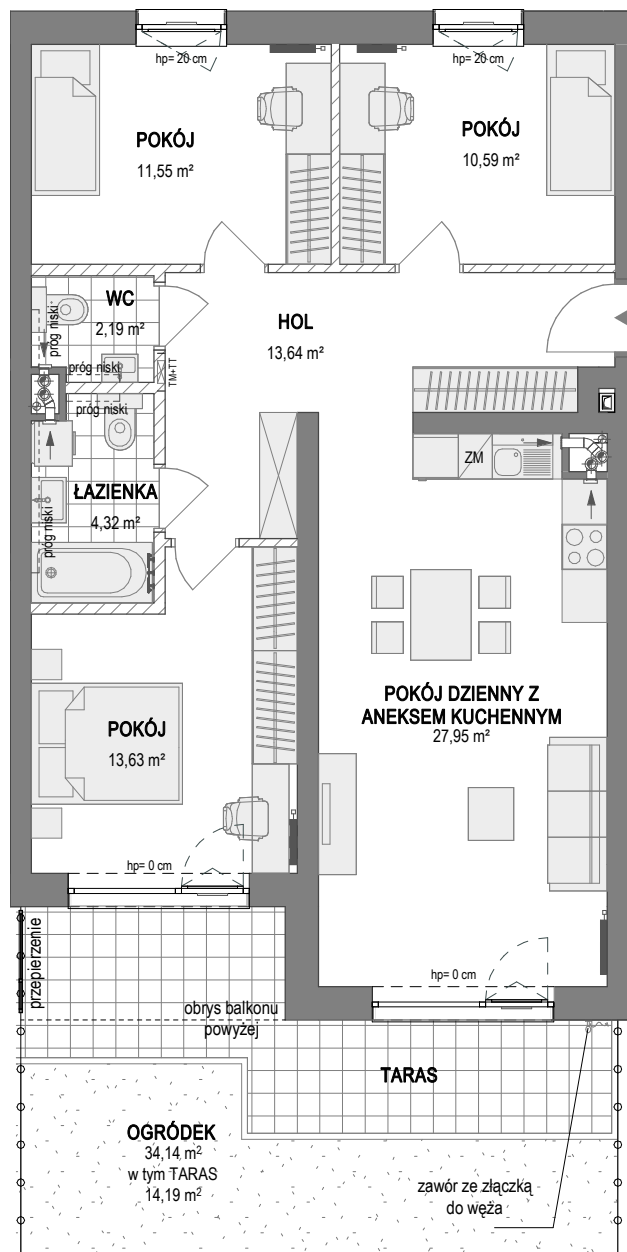 hp= 20 cm
hp= 20 cm
POKÓJ
11,55 m²
POKÓJ
10,59 m²
WC
2,19 m²
próg niski
próg niski
TM+TT
HOL
13,64 m²
próg niski
ŁAZIENKA
4,32 m²
próg niski
ZM
POKÓJ DZIENNY Z
ANEKSEM KUCHENNYM
27,95 m²
POKÓJ
13,63 m²
hp= 0 cm
hp= 0 cm
przepierzenie
obrys balkonu
powyżej
TARAS
OGRÓDEK
34,14 m²
w tym TARAS
14,19 m²
zawór ze złączką
do węża